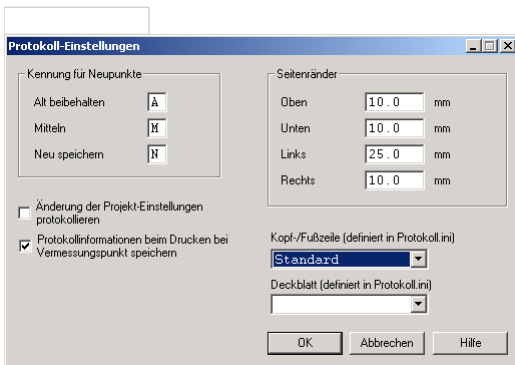 Protokoll-Einstellungen
Kennung für Neupunkte
Alt beibehalten A
Mitteln M
Neu speichern N
Änderung der Projekt-Einstellungen
protokollieren
Protokollinformationen beim Drucken bei
Vermessungspunkt speichern
Seitenränder
Oben 10.0 mm
Unten 10.0 mm
Links 25.0 mm
Rechts 10.0 mm
Kopf-/Fußzeile (definiert in Protokoll.ini)
Standard
Deckblatt (definiert in Protokoll.ini)
OK Abbrechen Hilfe